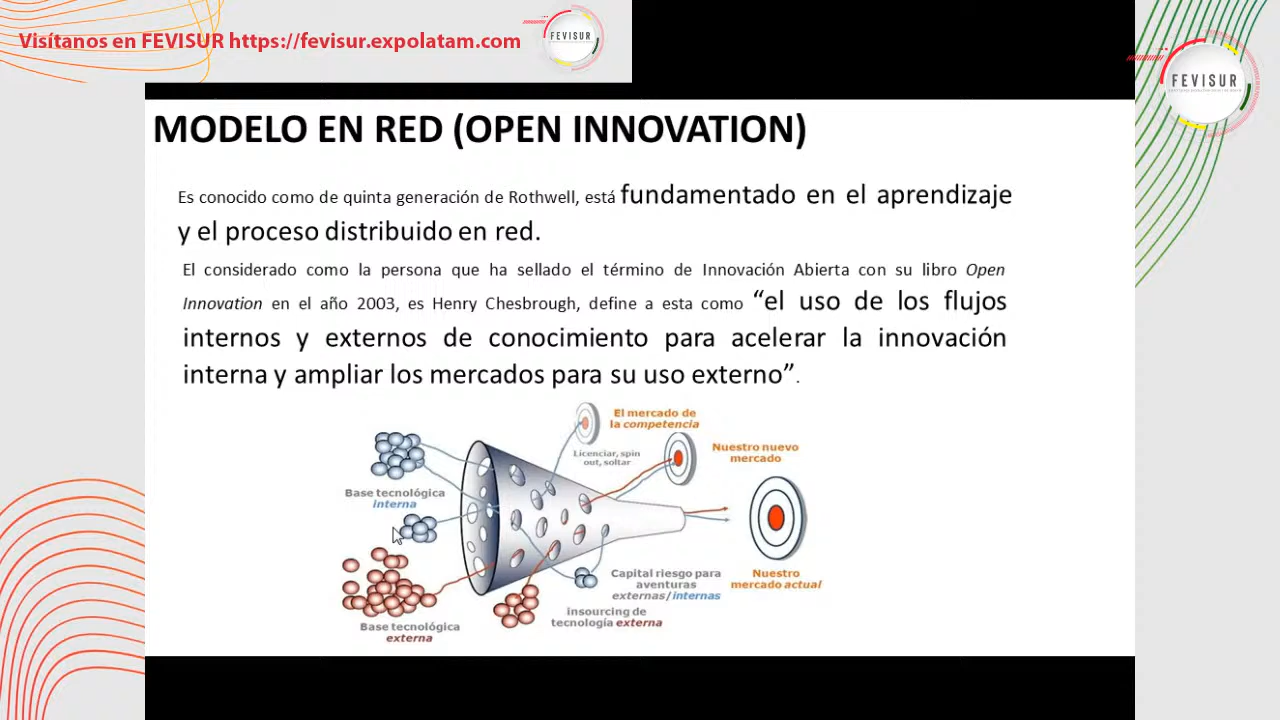 Visítanos en FEVISUR https://fevisur.expolatam.com
FEVISUR
FEVISUR
MODELO EN RED (OPEN INNOVATION)
Es conocido como de quinta generación de Rothwell, está fundamentado en el aprendizaje
y el proceso distribuido en red.
El considerado como la persona que ha sellado el término de Innovación Abierta con su libro Open
Innovation en el año 2003, es Henry Chesbrough, define a esta como “el uso de los flujos
internos y externos de conocimiento para acelerar la innovación
interna y ampliar los mercados para su uso externo”.
El mercado de
la competencia
Licenciar, spin
out, soltar
Nuestro nuevo
mercado
Base tecnológica
interna
Capital riesgo para
aventuras
externas/internas
Nuestro
mercado actual
insourcing de
tecnología externa
Base tecnológica
externa